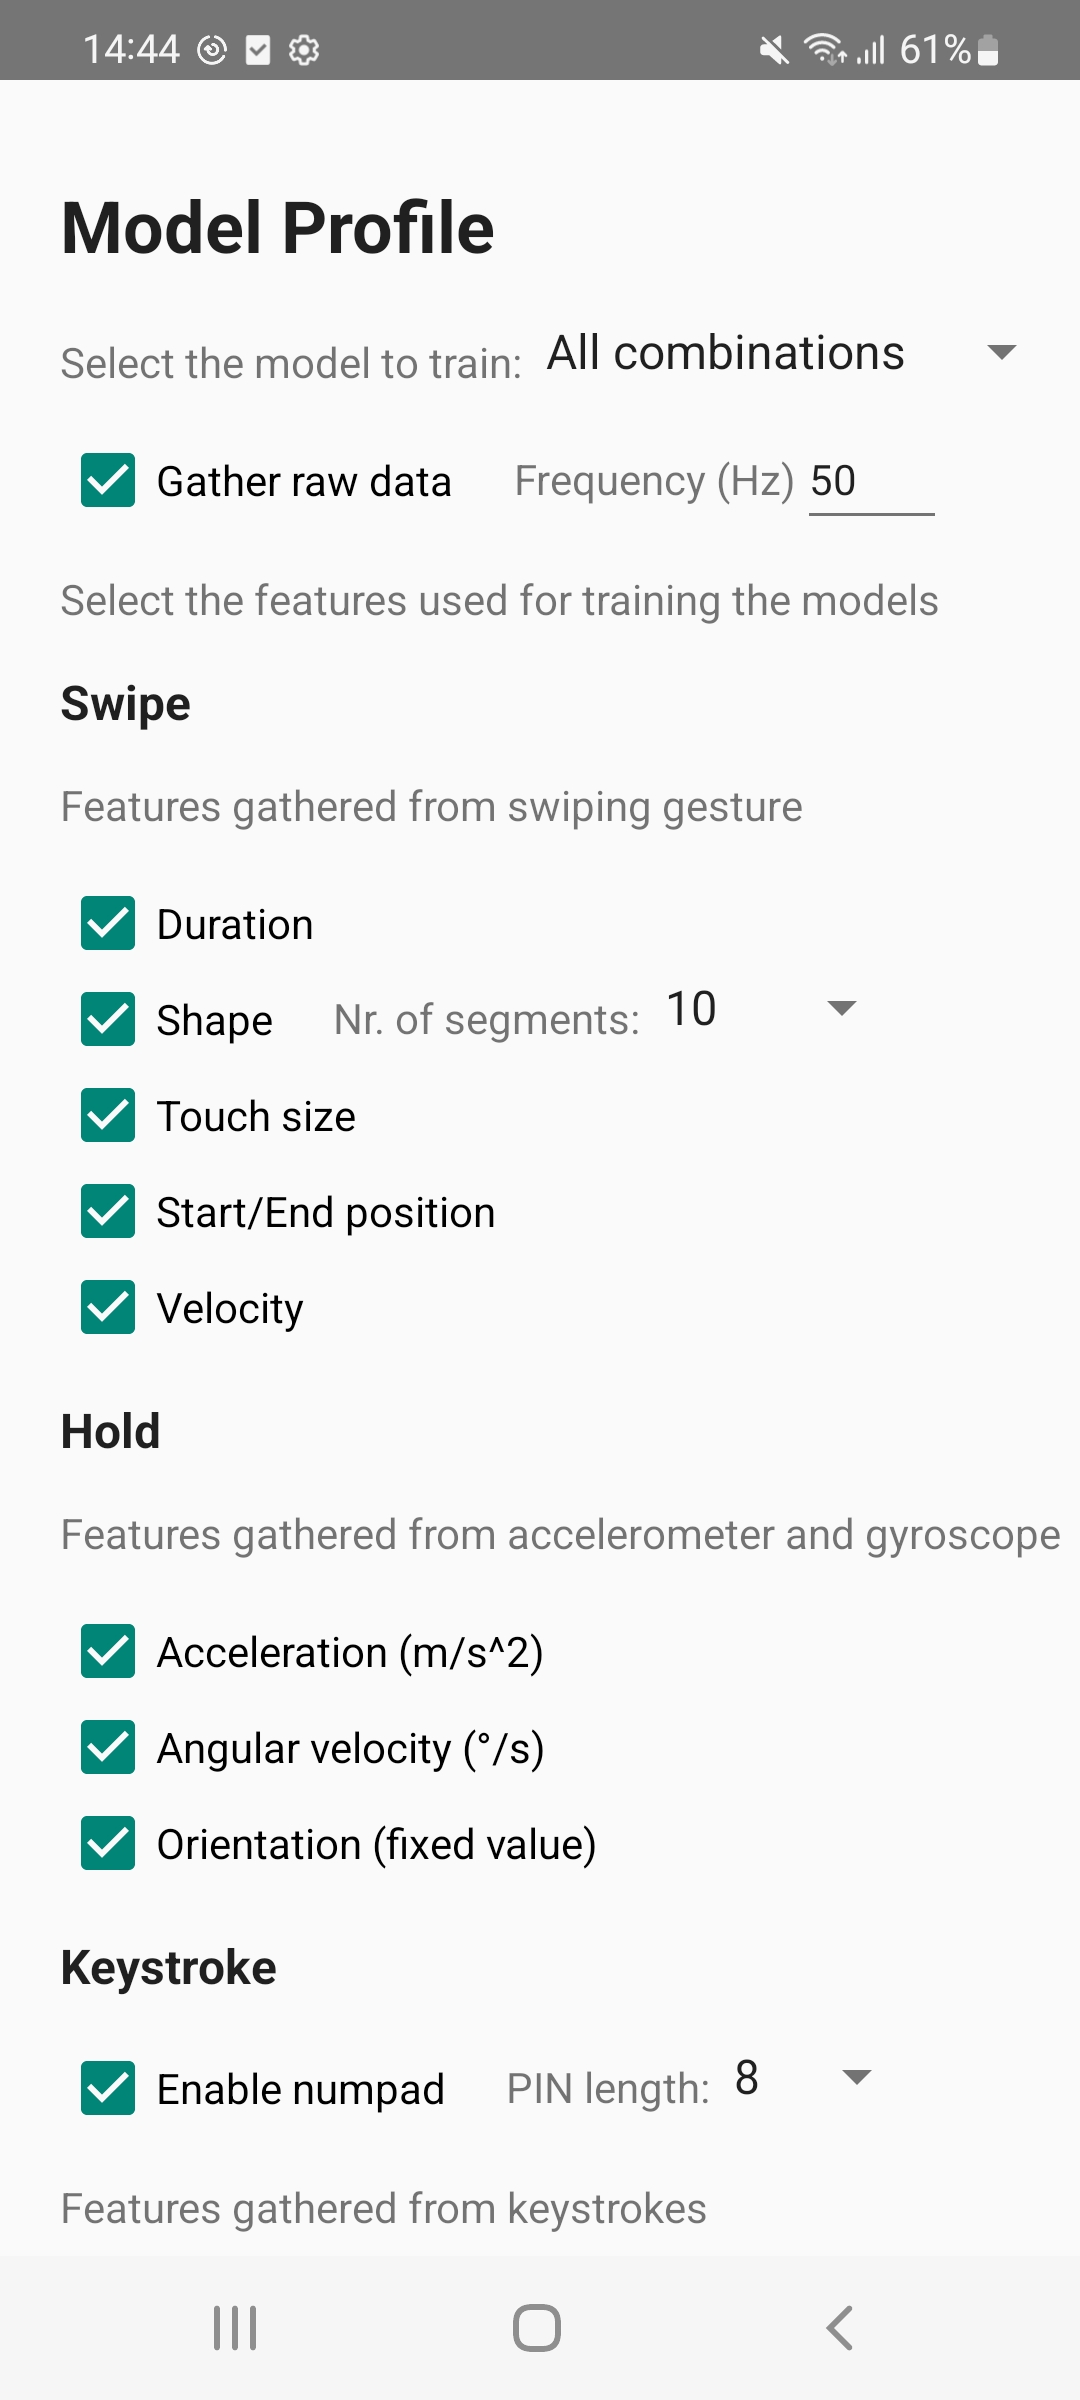 14:44 61%
Model Profile
Select the model to train: All combinations
Gather raw data Frequency (Hz) 50
Select the features used for training the models
Swipe
Features gathered from swiping gesture
Duration
Shape Nr. of segments: 10
Touch size
Start/End position
Velocity
Hold
Features gathered from accelerometer and gyroscope
Acceleration (m/s^2)
Angular velocity (°/s)
Orientation (fixed value)
Keystroke
Enable numpad PIN length: 8
Features gathered from keystrokes